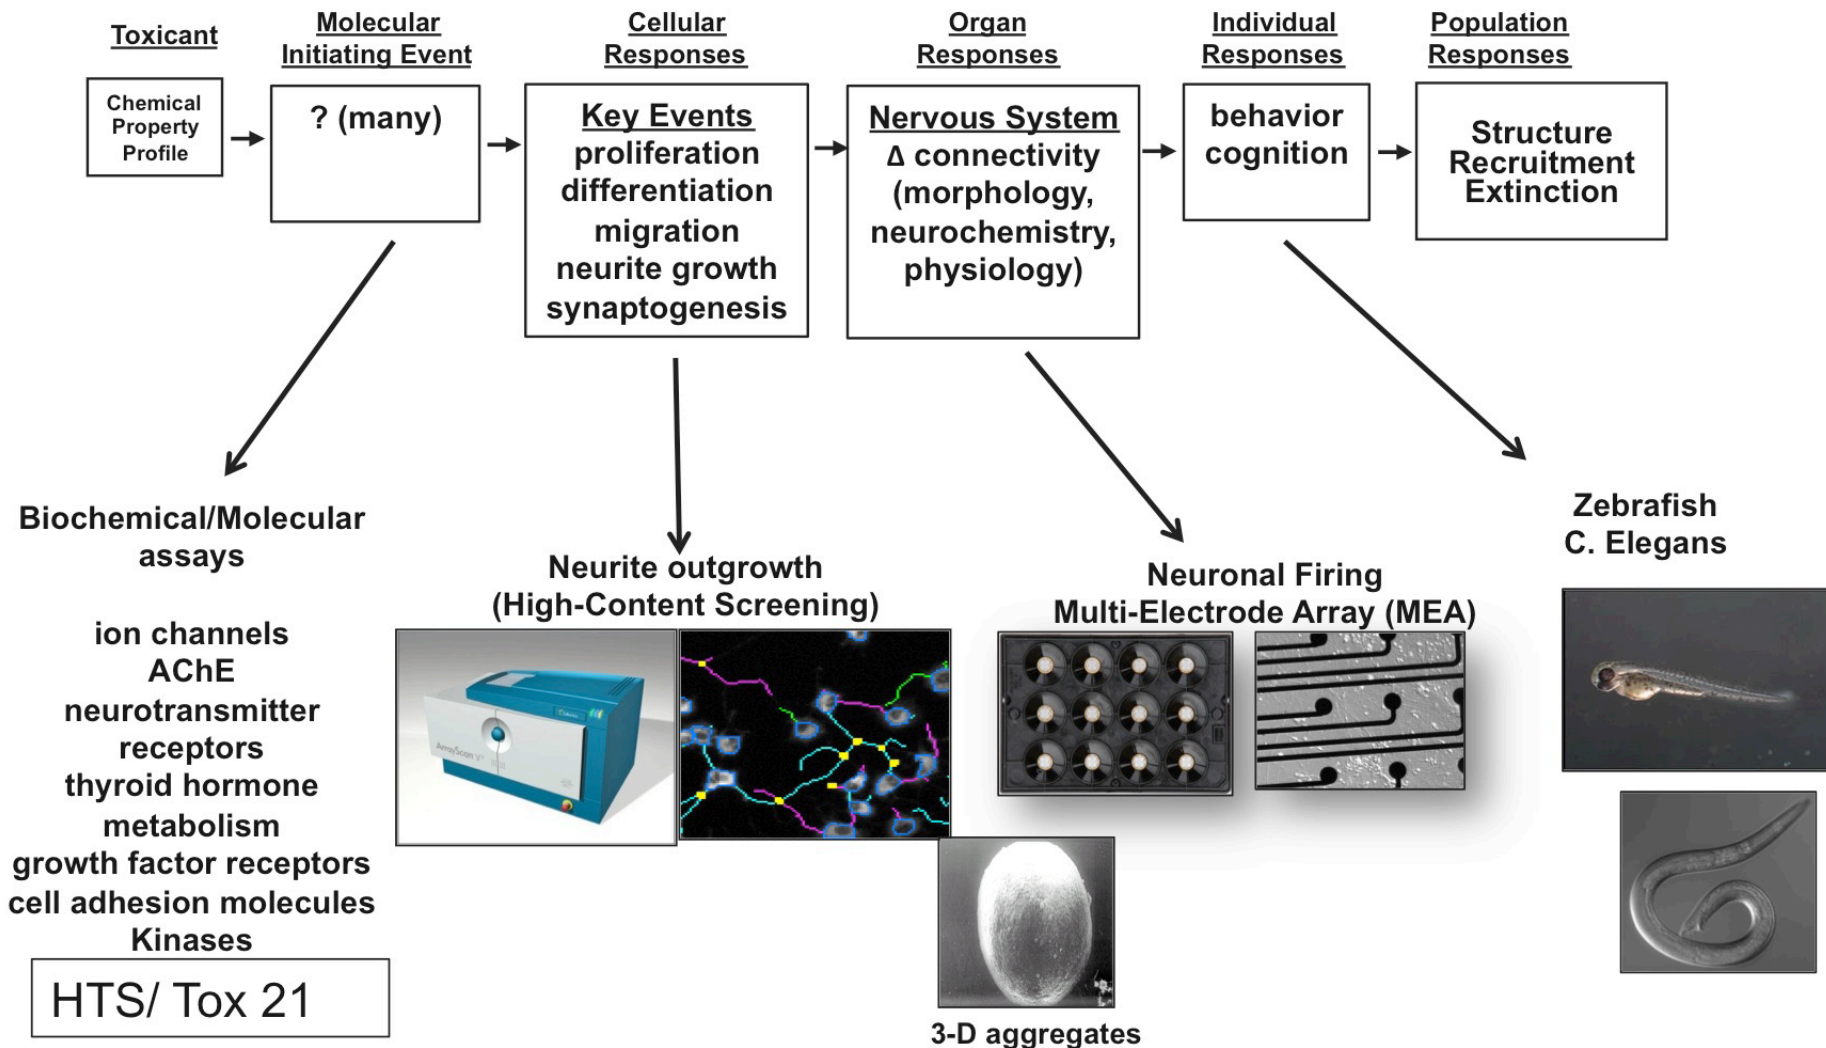 Toxicant
Molecular
Initiating Event
Cellular
Responses
Organ
Responses
Individual
Responses
Population
Responses
Chemical
Property
Profile
? (many)
Key Events
proliferation
differentiation
migration
neurite growth
synaptogenesis
Nervous System
Δ connectivity
(morphology,
neurochemistry,
physiology)
behavior
cognition
Structure
Recruitment
Extinction
Biochemical/Molecular
assays
ion channels
AChE
neurotransmitter
receptors
thyroid hormone
metabolism
growth factor receptors
cell adhesion molecules
Kinases
HTS/ Tox 21
Neurite outgrowth
(High-Content Screening)
ArrayScan
Neuronal Firing
Multi-Electrode Array (MEA)
3-D aggregates
Zebrafish
C. Elegans